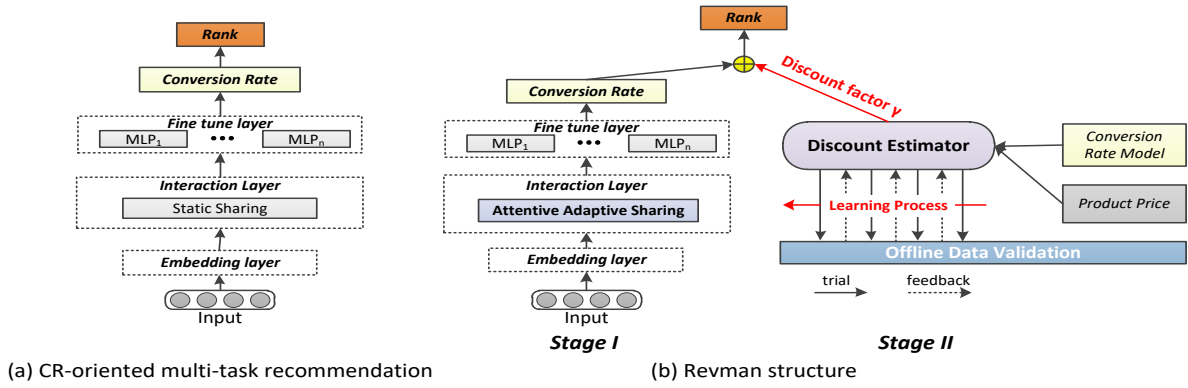 Rank
Conversion Rate
Fine tune layer
MLP1 ••• MLPn
Interaction Layer
Static Sharing
Embedding layer
Input
(a) CR-oriented multi-task recommendation
Rank
Discount factor γ
Conversion Rate
Fine tune layer
MLP1 ••• MLPn
Interaction Layer
Attentive Adaptive Sharing
Embedding layer
Input
Stage I
Discount Estimator
Conversion
Rate Model
Product Price
Learning Process
Offline Data Validation
trial
feedback
Stage II
(b) Revman structure